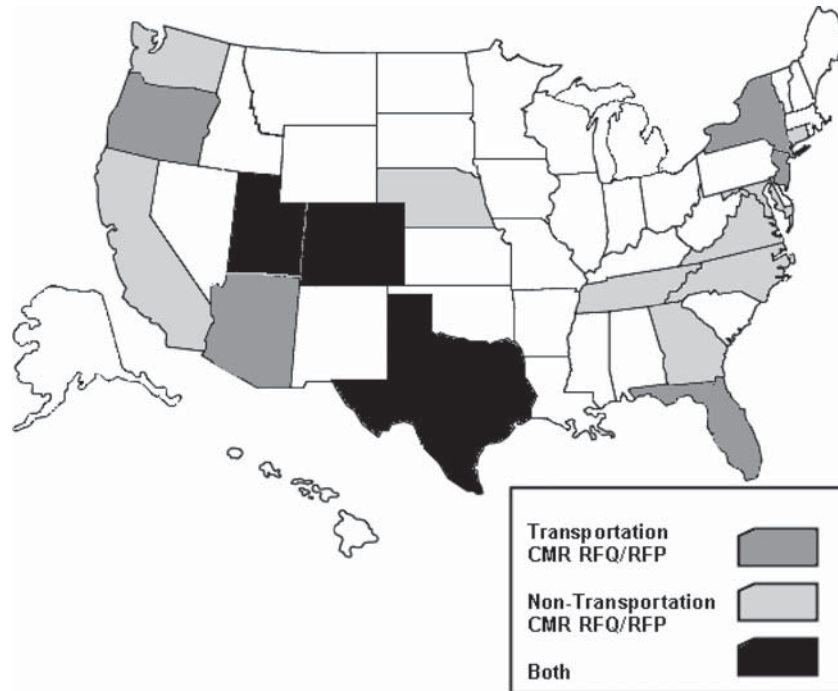 Transportation
CMR RFQ/RFP
Non-Transportation
CMR RFQ/RFP
Both